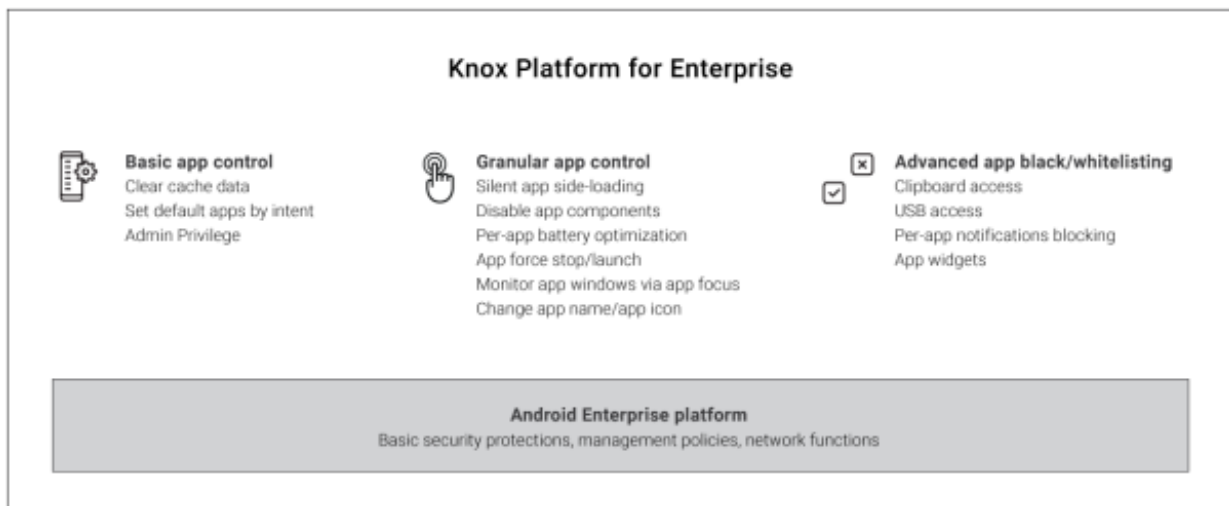 Knox Platform for Enterprise
Basic app control
Clear cache data
Set default apps by intent
Admin Privilege
Granular app control
Silent app side-loading
Disable app components
Per-app battery optimization
App force stop/launch
Monitor app windows via app focus
Change app name/app icon
Advanced app black/whitelisting
Clipboard access
USB access
Per-app notifications blocking
App widgets
Android Enterprise platform
Basic security protections, management policies, network functions